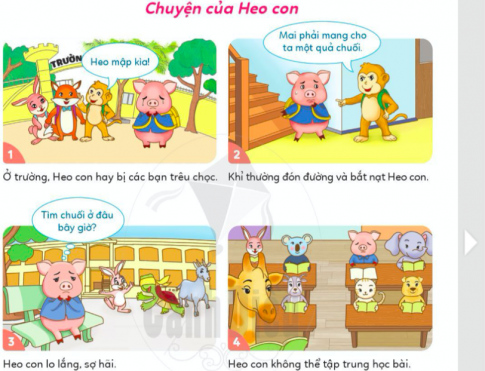 Chuyện của Heo con
TRƯỜN
Heo mập kìa!
1
Mai phải mang cho
ta một quả chuối.
2
Ở trường, Heo con hay bị các bạn trêu chọc.
Khỉ thường đón đường và bắt nạt Heo con.
Tìm chuối ở đâu
bây giờ?
3
4
Heo con lo lắng, sợ hãi.
Heo con không thể tập trung học bài.